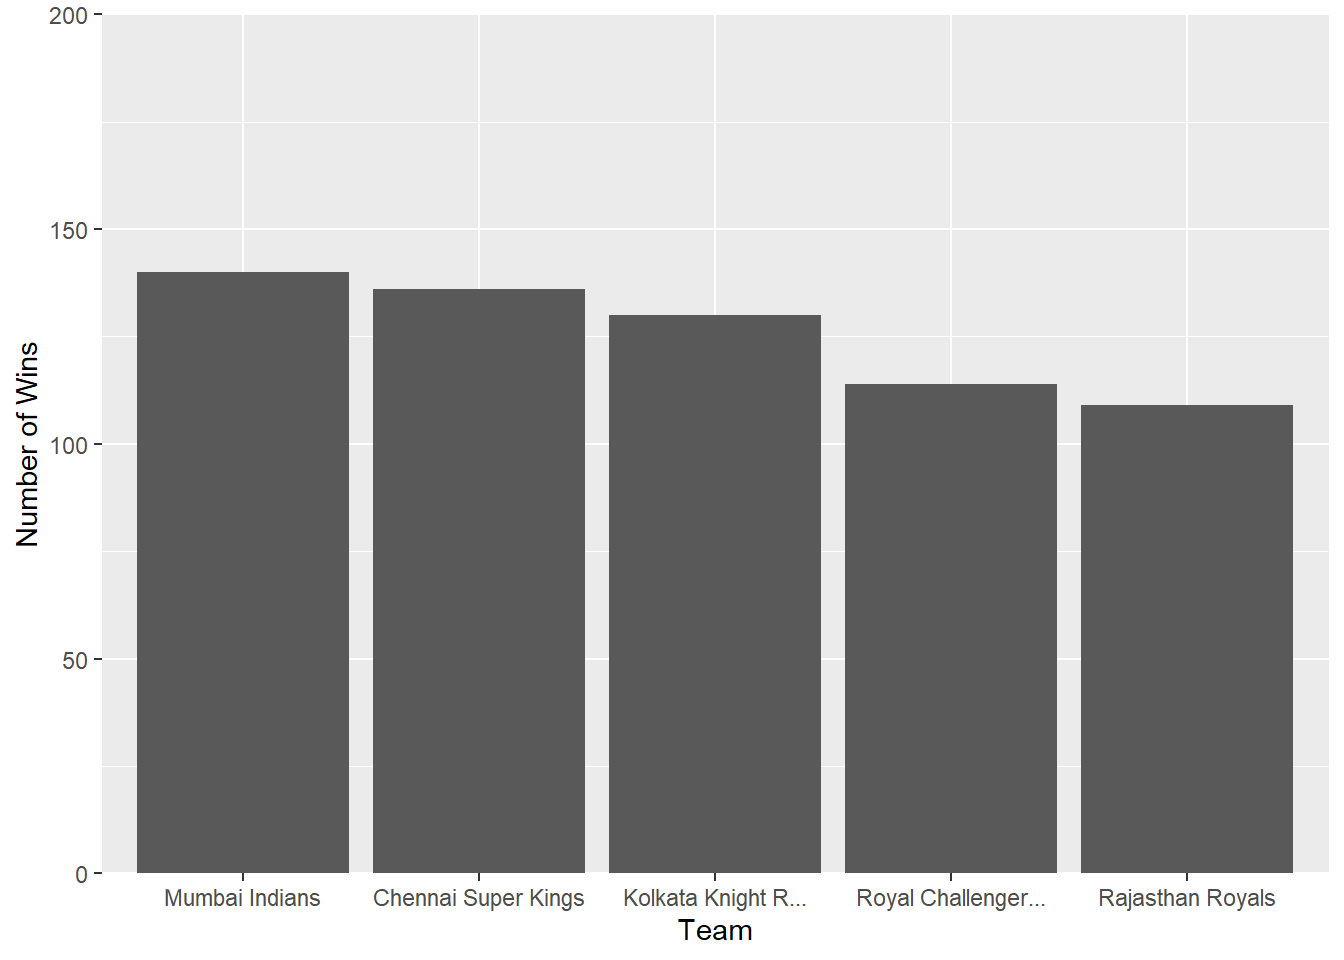 200
150
100
50
0
Number of Wins
Mumbai Indians
Chennai Super Kings
Kolkata Knight R...
Royal Challenger...
Rajasthan Royals
Team